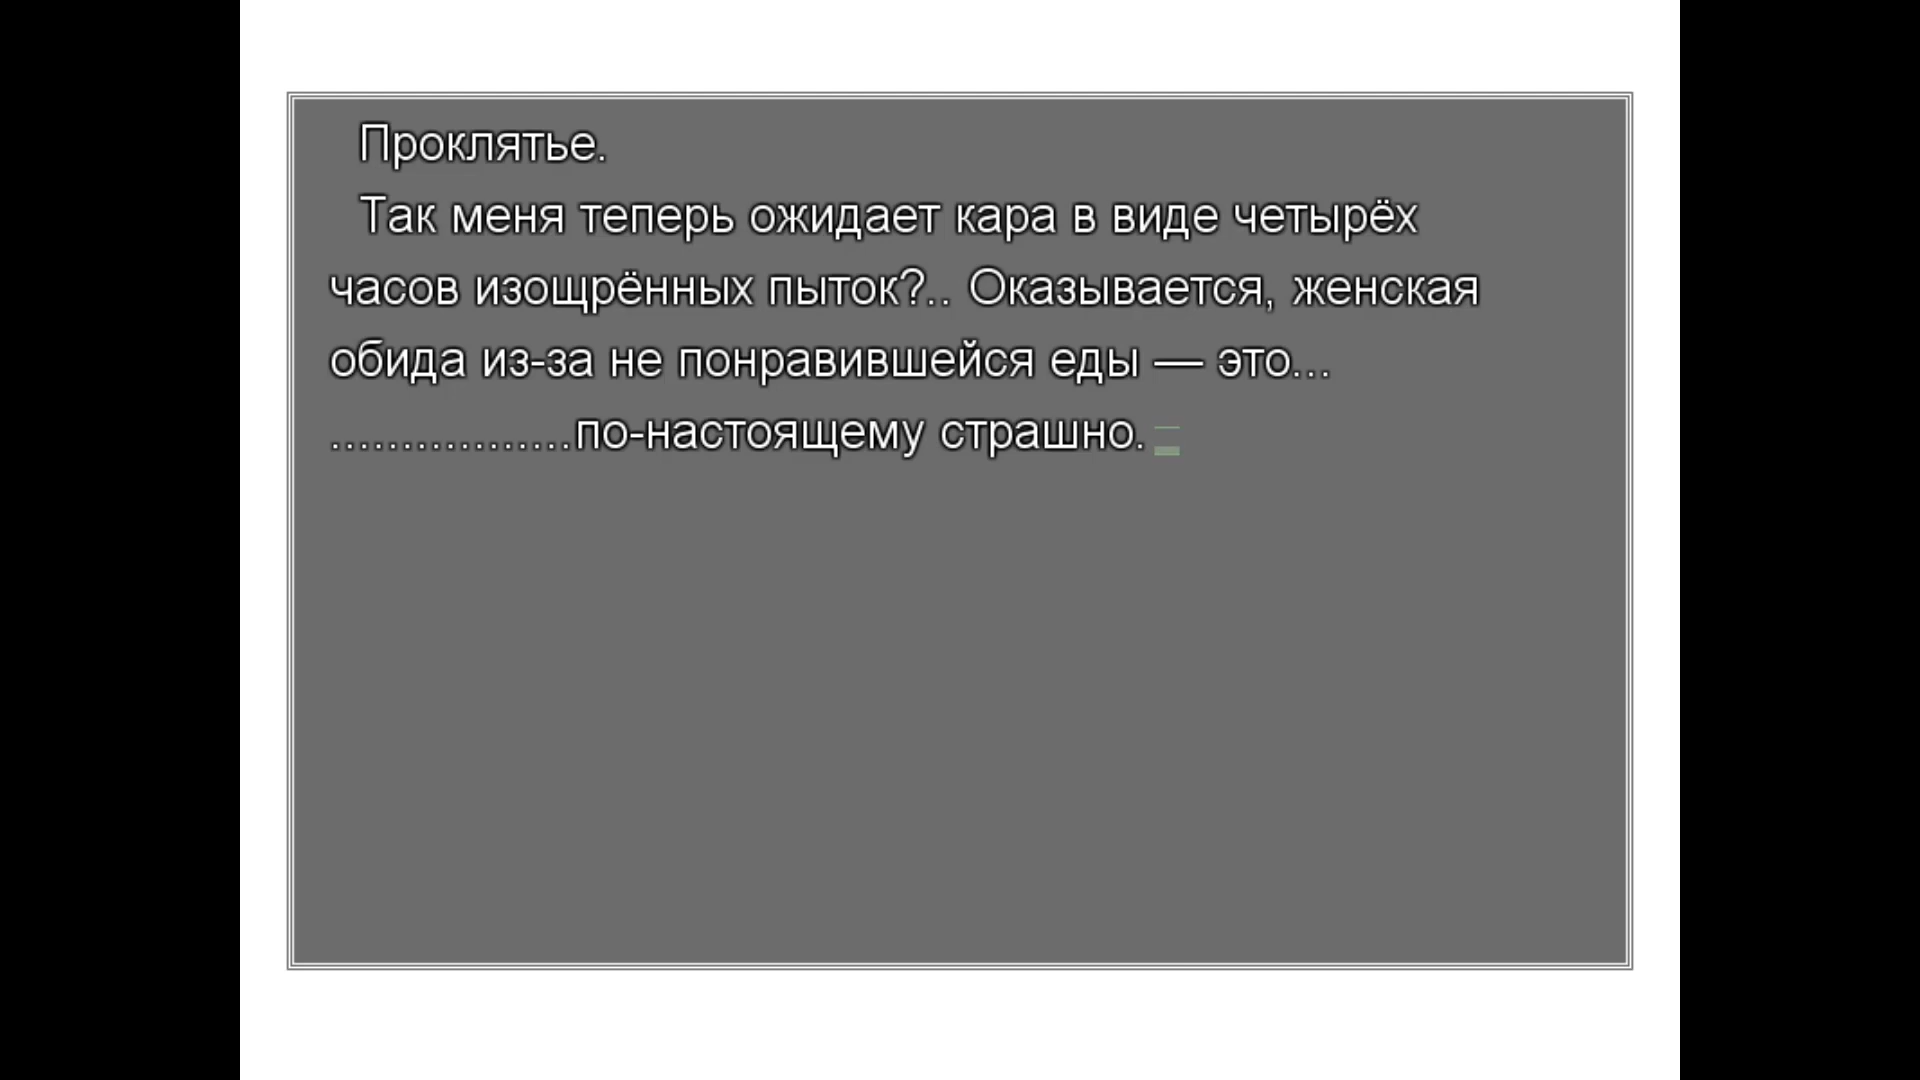 Проклятье.
Так меня теперь ожидает кара в виде четырёх
часов изощрённых пыток?.. Оказывается, женская
обида из-за не понравившейся еды — это...
.................по-настоящему страшно.